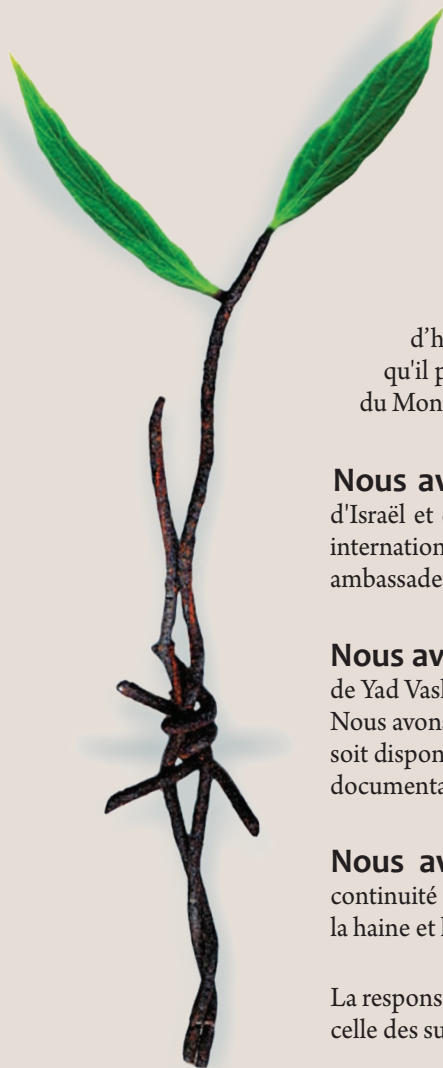 d’h
qu'il p
du Mon
Nous av
d'Israël et
internation
ambassade
Nous av
de Yad Vas
Nous avons
soit dispon
documenta
Nous av
continuité
la haine et
La respons
celle des su